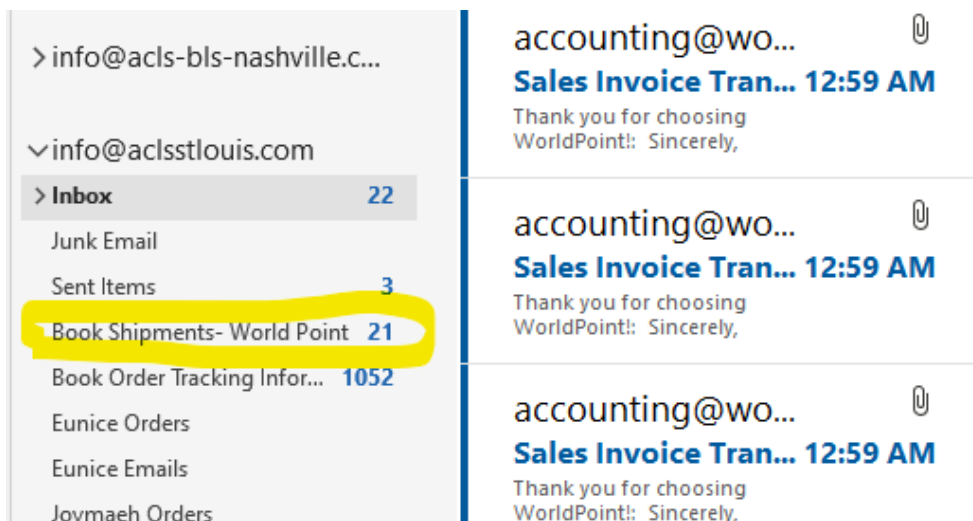 info@acls-bls-nashville.c...
info@aclsstlouis.com
Inbox 22
Junk Email
Sent Items 3
Book Shipments- World Point 21
Book Order Tracking Infor... 1052
Eunice Orders
Eunice Emails
Joymaeh Orders
accounting@wo...
Sales Invoice Tran... 12:59 AM
Thank you for choosing
WorldPoint!: Sincerely,
accounting@wo...
Sales Invoice Tran... 12:59 AM
Thank you for choosing
WorldPoint!: Sincerely,
accounting@wo...
Sales Invoice Tran... 12:59 AM
Thank you for choosing
WorldPoint!: Sincerely,